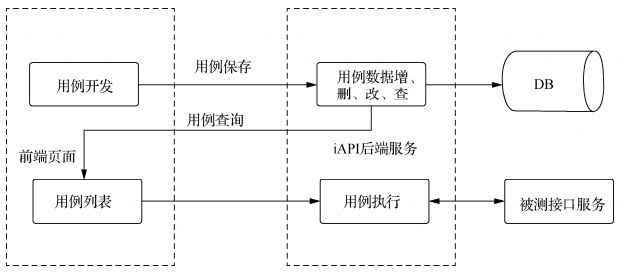 用例保存
用例开发
用例数据增、
删、改、查
DB
用例查询
iAPI后端服务
前端页面
用例列表
用例执行
被测接口服务